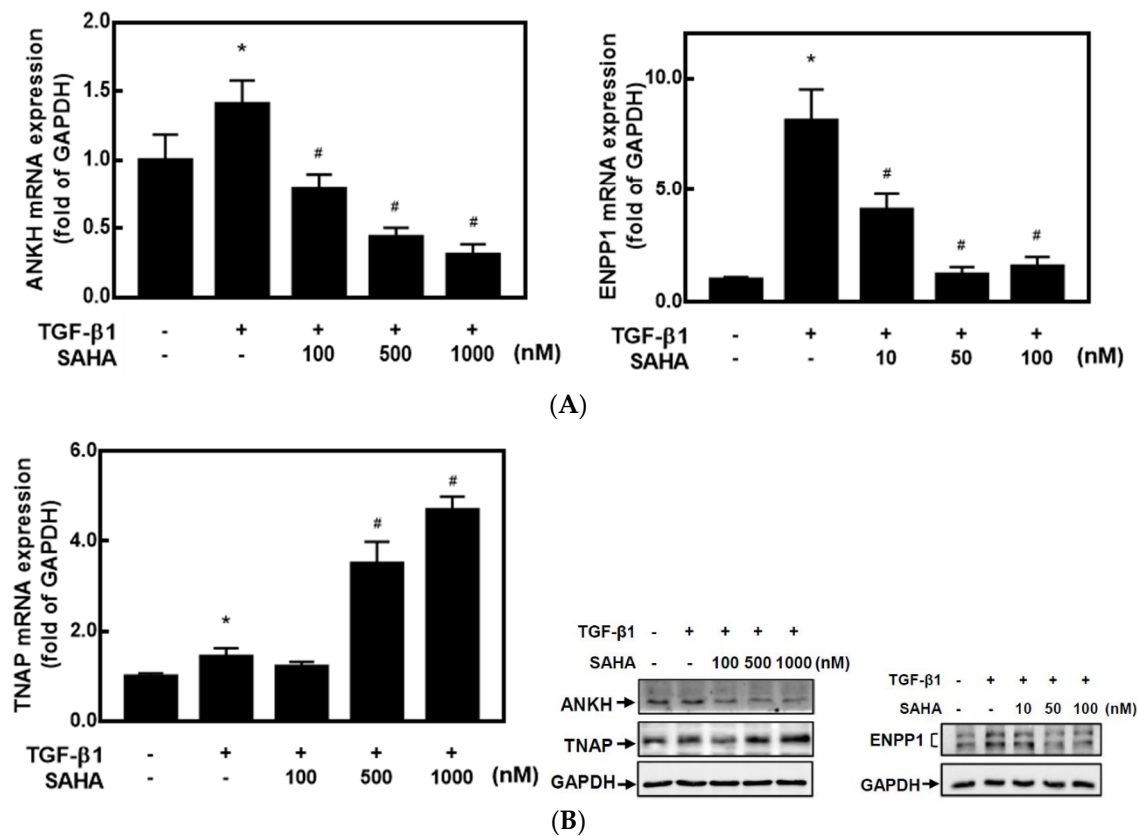 2.0
1.5
1.0
0.5
0.0
ANKH mRNA expression
(fold of GAPDH)
*
#
#
#
TGF-β1 - + + + +
SAHA - - 100 500 1000 (nM)
10.0
5.0
0.0
ENPP1 mRNA expression
(fold of GAPDH)
*
#
#
#
TGF-β1 - + + + +
SAHA - - 10 50 100 (nM)
(A)
6.0
4.0
2.0
0.0
TNAP mRNA expression
(fold of GAPDH)
*
#
#
TGF-β1 - + + + +
SAHA - - 100 500 1000 (nM)
TGF-β1 - + + + +
SAHA - - 100 500 1000 (nM)
ANKH
TNAP
GAPDH
TGF-β1 - + + + +
SAHA - - 10 50 100 (nM)
ENPP1
GAPDH
(B)